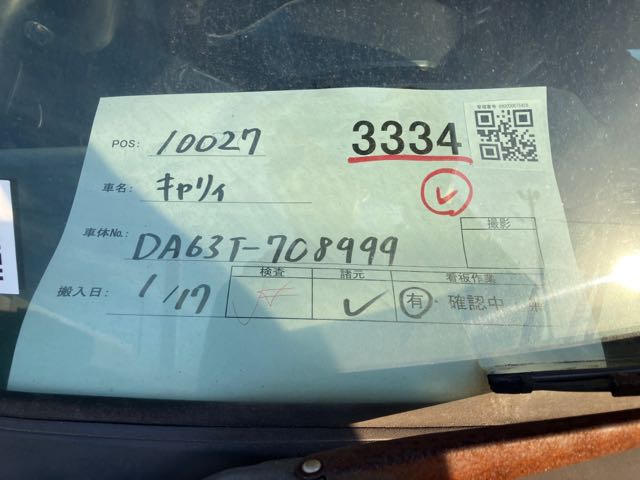 POS: 10027
3334
車名: キャリィ
車体No.: DA63T-708999
撮影
搬入日: 1/17
検査 諸元 看板作業
有・確認中